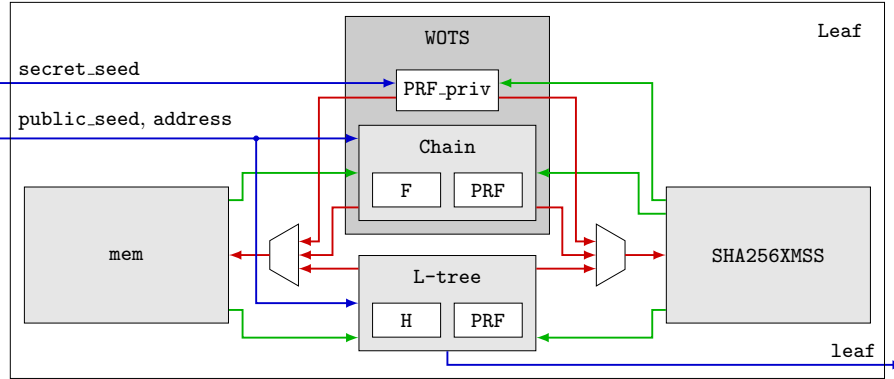 WOTS
Leaf
secret_seed
PRF_priv
public_seed, address
Chain
F
PRF
mem
SHA256XMSS
L-tree
H
PRF
leaf